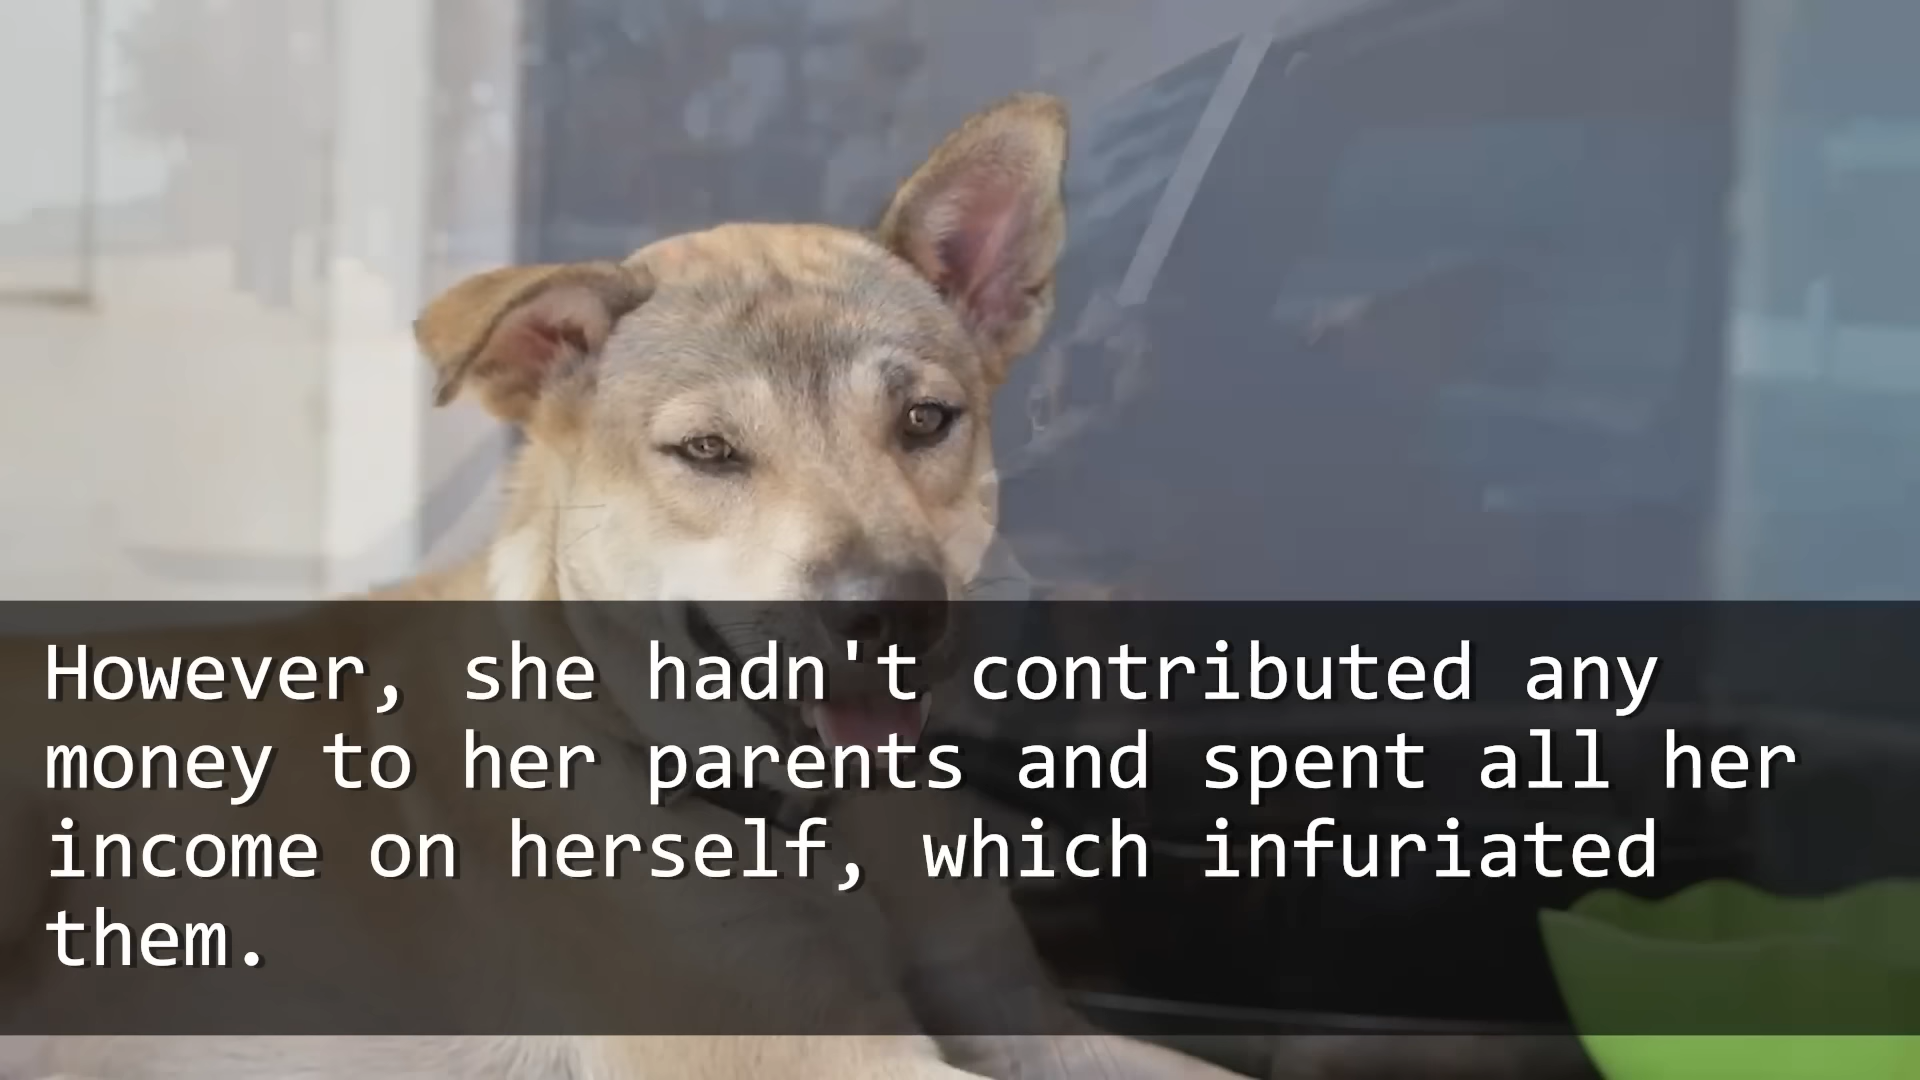 However, she hadn't contributed any
money to her parents and spent all her
income on herself, which infuriated
them.